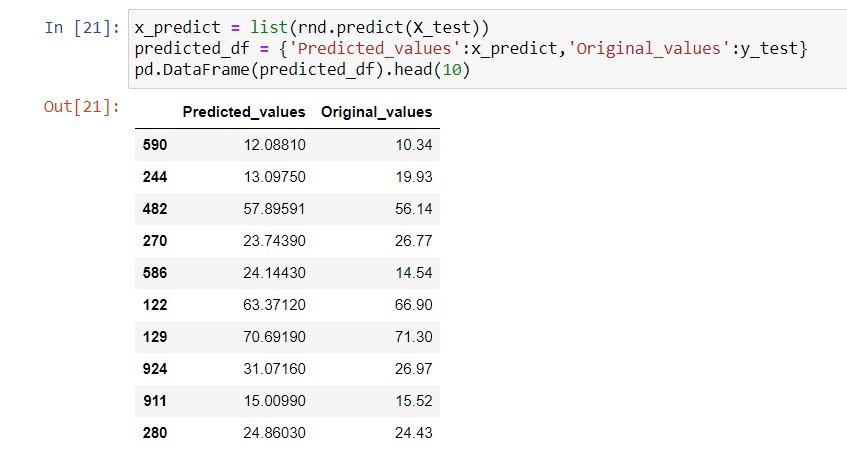 In [21]: x_predict = list(rnd.predict(X_test))
predicted_df = {'Predicted_values':x_predict,'Original_values':y_test}
pd.DataFrame(predicted_df).head(10)
Out[21]:
Predicted_values Original_values
590 12.08810 10.34
244 13.09750 19.93
482 57.89591 56.14
270 23.74390 26.77
586 24.14430 14.54
122 63.37120 66.90
129 70.69190 71.30
924 31.07160 26.97
911 15.00990 15.52
280 24.86030 24.43